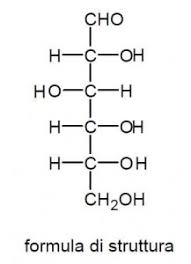 CHO
H—C—OH
HO—C—H
H—C—OH
H—C—OH
CH₂OH
formula di struttura